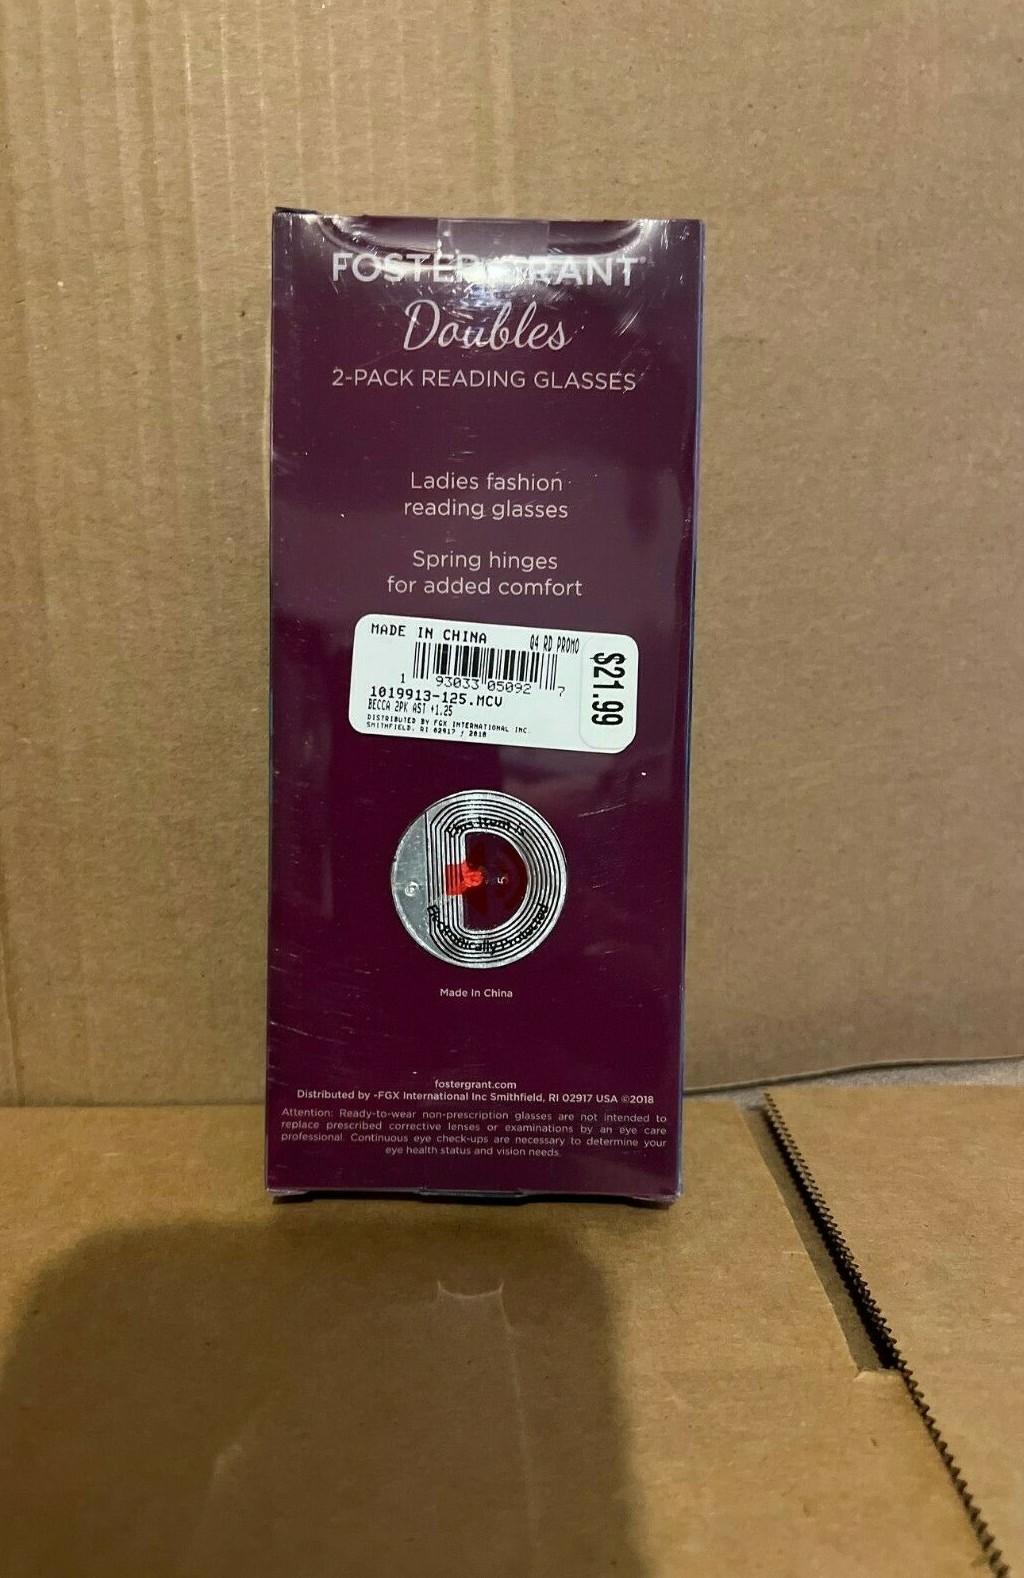 FOSTER GRANT
Doubles
2-PACK READING GLASSES
Ladies fashion
reading glasses
Spring hinges
for added comfort
MADE IN CHINA 04 RD PROMO
$21.99
1 93033 05092 7
1019913-125.MCV
BECCA 2PK AST +1.25
DISTRIBUTED BY FGX INTERNATIONAL INC.
SMITHFIELD, RI 02917 / 2018
This Item is
Electronically Protected
Made In China
fostergrant.com
Distributed by -FGX International Inc Smithfield, RI 02917 USA ©2018
Attention: Ready-to-wear non-prescription glasses are not intended to
replace prescribed corrective lenses or examinations by an eye care
professional. Continuous eye check-ups are necessary to determine your
eye health status and vision needs.